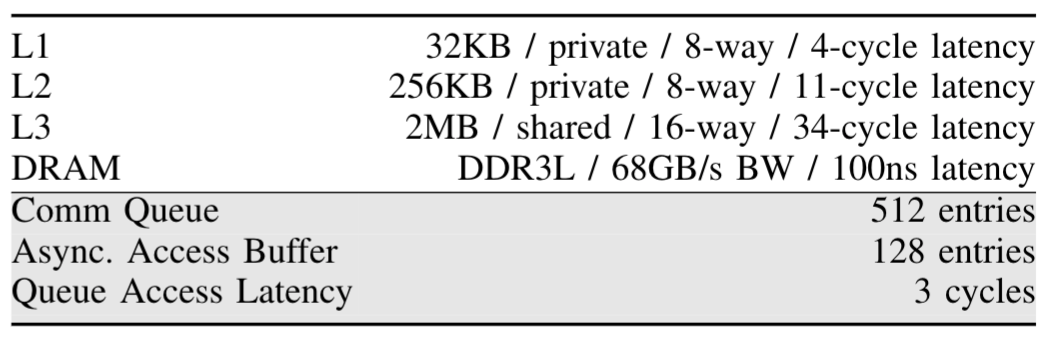 L1 32KB / private / 8-way / 4-cycle latency
L2 256KB / private / 8-way / 11-cycle latency
L3 2MB / shared / 16-way / 34-cycle latency
DRAM DDR3L / 68GB/s BW / 100ns latency
Comm Queue 512 entries
Async. Access Buffer 128 entries
Queue Access Latency 3 cycles